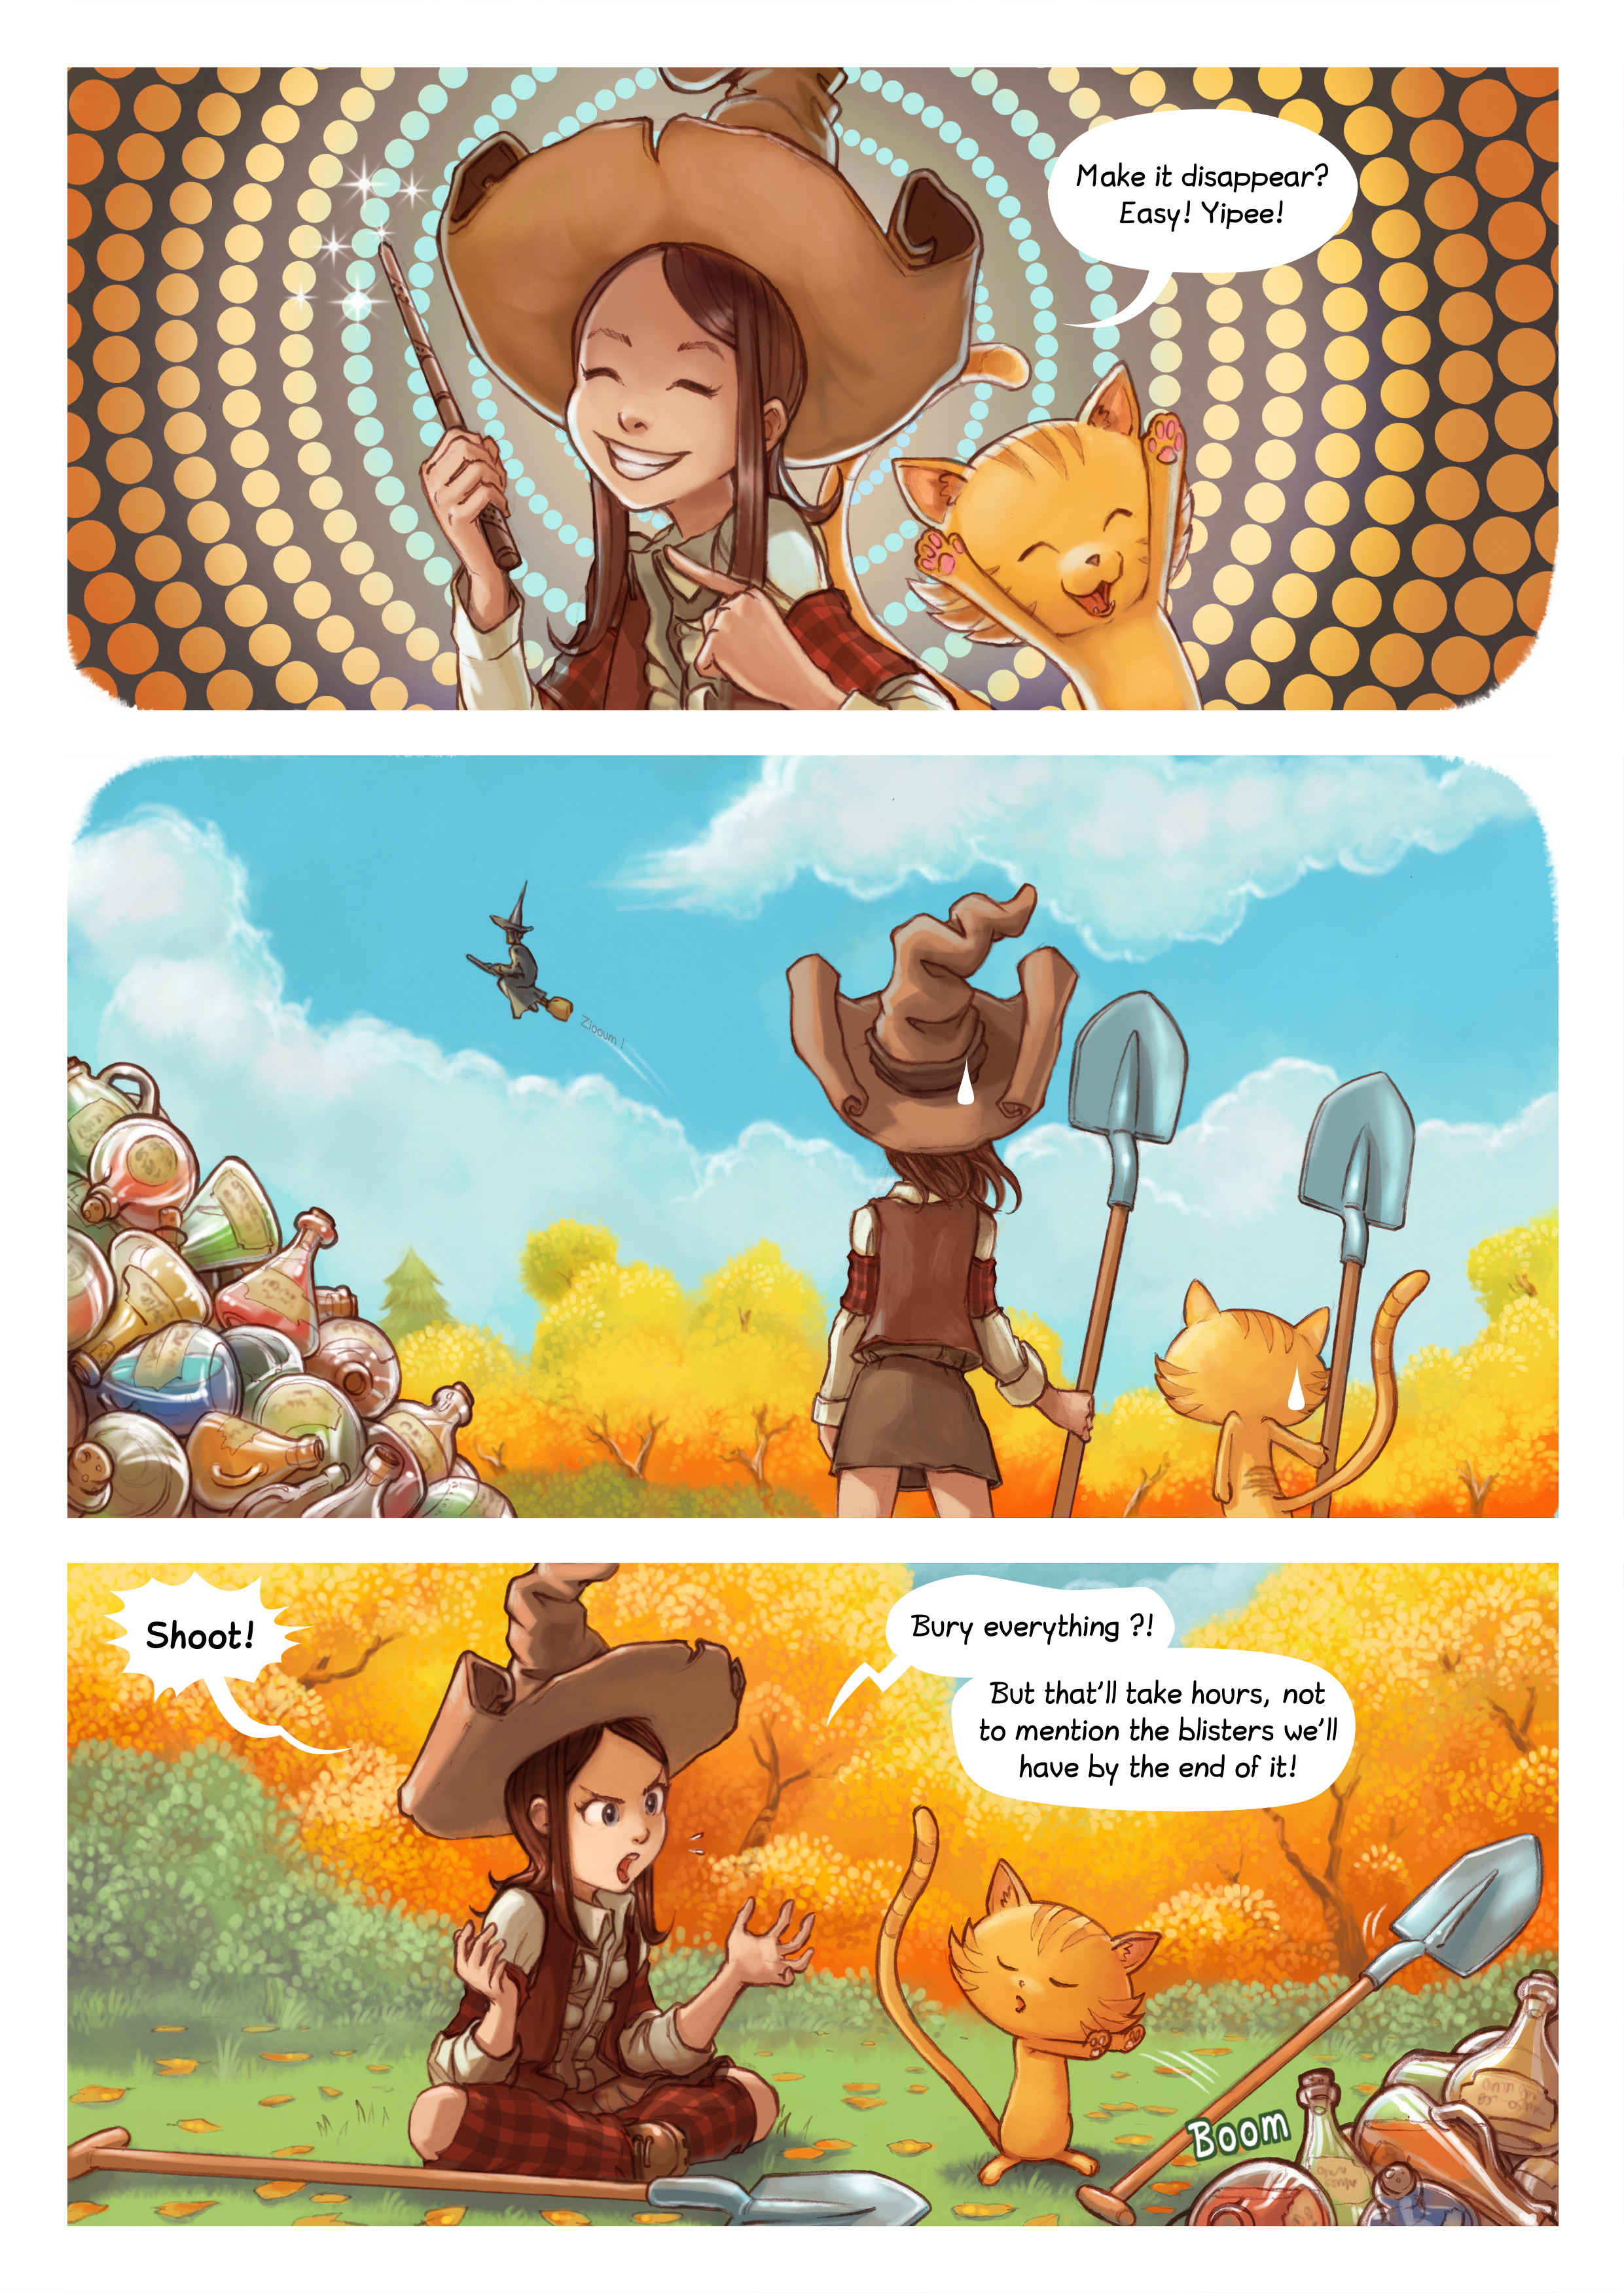 Make it disappear?
Easy! Yipee!
Ziooum !
Shoot!
Bury everything ?!
But that'll take hours, not
to mention the blisters we'll
have by the end of it!
Boom